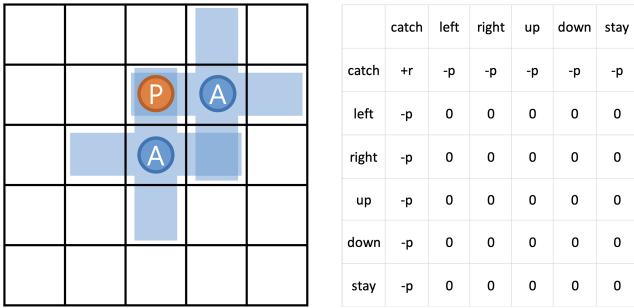 P A
A
catch left right up down stay
catch +r -p -p -p -p -p
left -p 0 0 0 0 0
right -p 0 0 0 0 0
up -p 0 0 0 0 0
down -p 0 0 0 0 0
stay -p 0 0 0 0 0